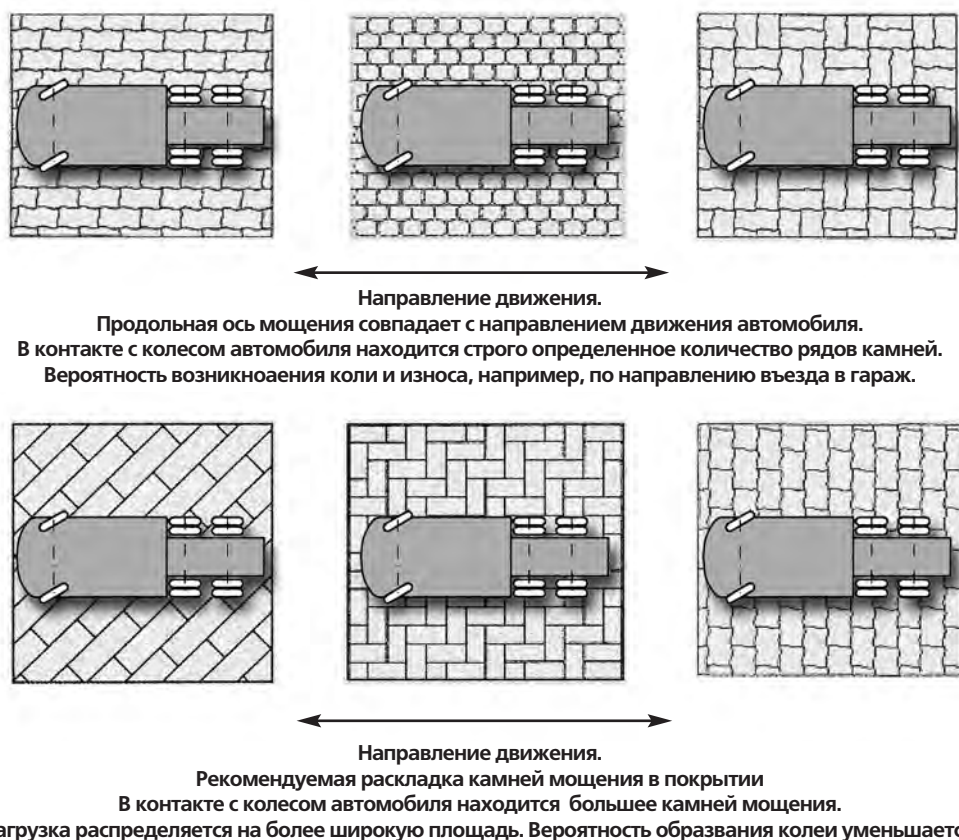 Направление движения.
Продольная ось мощения совпадает с направлением движения автомобиля.
В контакте с колесом автомобиля находится строго определенное количество рядов камней.
Вероятность возникноаения коли и износа, например, по направлению въезда в гараж.
Направление движения.
Рекомендуемая раскладка камней мощения в покрытии
В контакте с колесом автомобиля находится большее камней мощения.
агрузка распределяется на более широкую площадь. Вероятность образвания колеи уменьшаетс